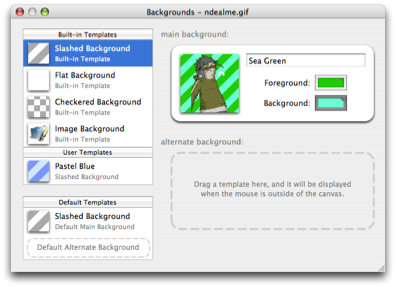 Backgrounds – ndealme.gif
Built-in Templates
Slashed Background
Built-in Template
Flat Background
Built-in Template
Checkered Background
Built-in Template
Image Background
Built-in Template
User Templates
Pastel Blue
Slashed Background
Default Templates
Slashed Background
Default Main Background
Default Alternate Background
main background:
Sea Green
Foreground:
Background:
alternate background:
Drag a template here, and it will be displayed
when the mouse is outside of the canvas.